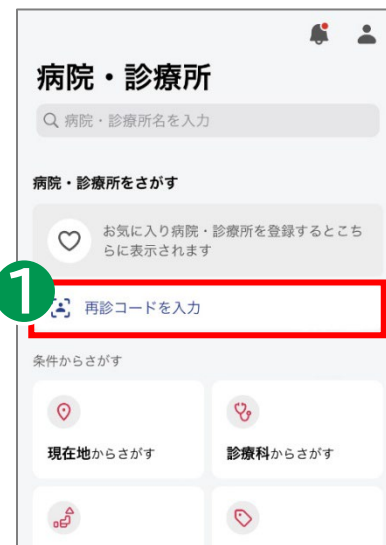 病院・診療所
病院・診療所名を入力
病院・診療所をさがす
お気に入り病院・診療所を登録するとこち
らに表示されます
1
再診コードを入力
条件からさがす
現在地からさがす
診療科からさがす